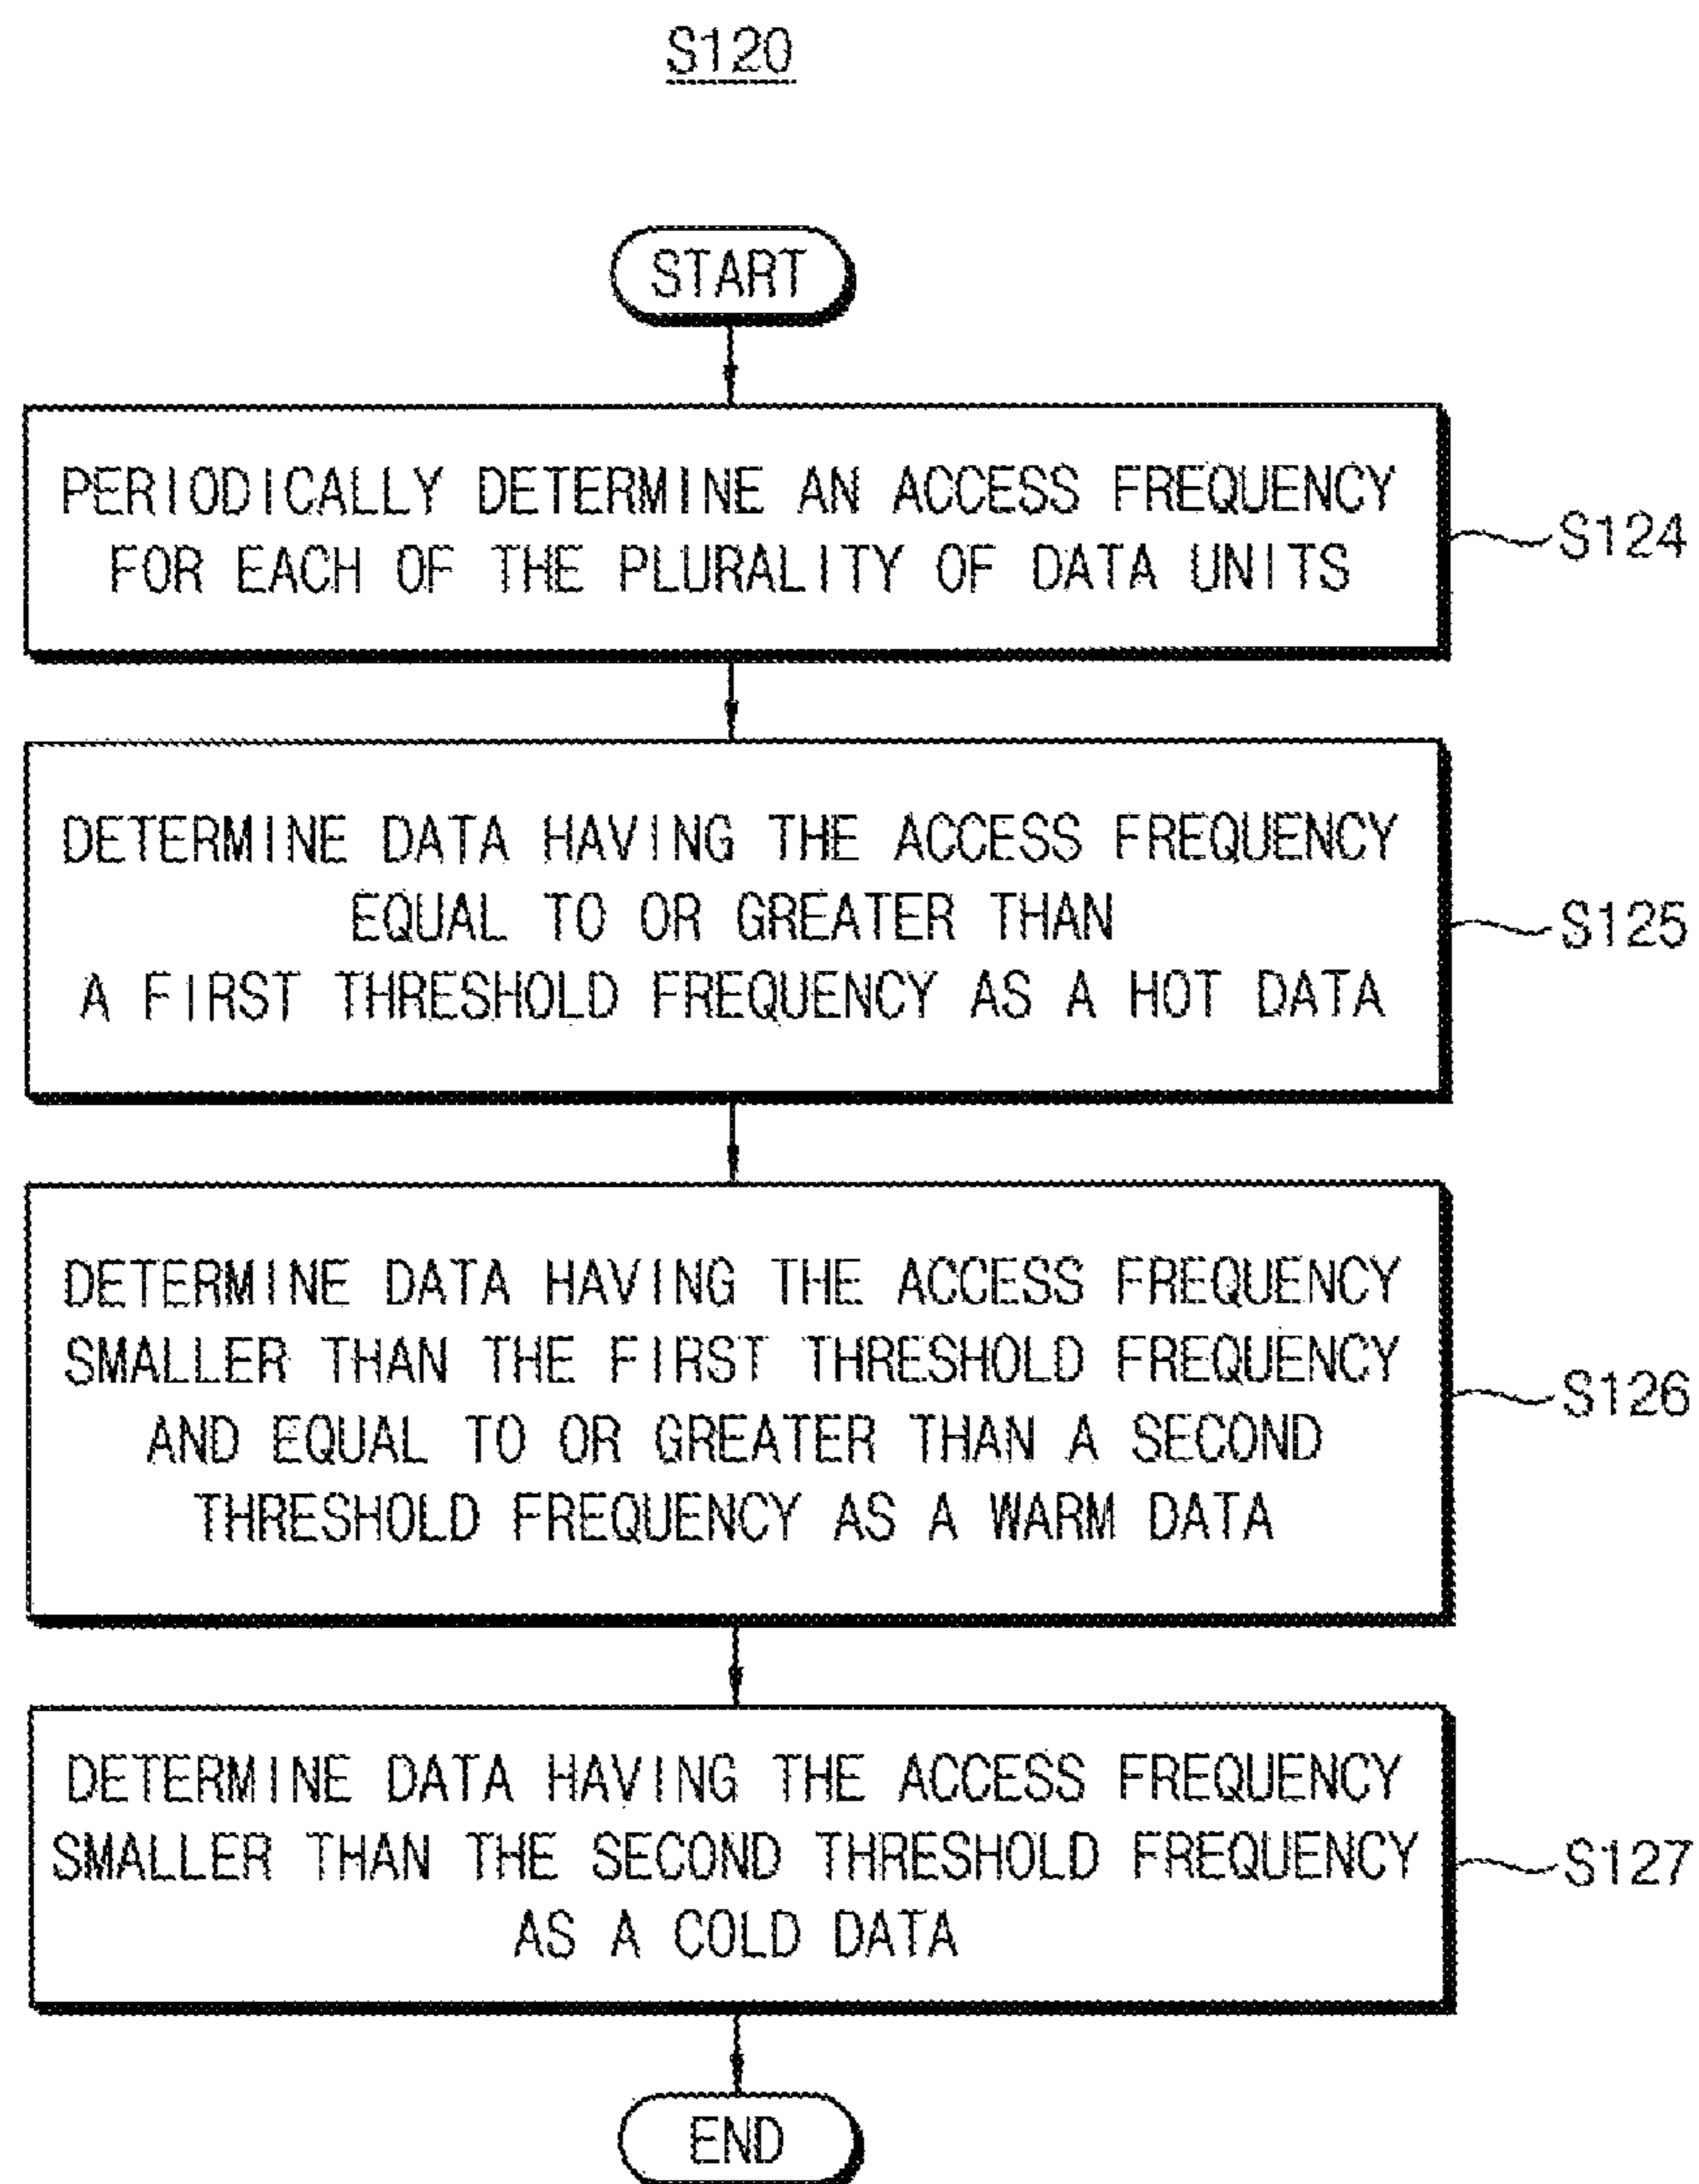 S120
START
PERIODICALLY DETERMINE AN ACCESS FREQUENCY
FOR EACH OF THE PLURALITY OF DATA UNITS
S124
DETERMINE DATA HAVING THE ACCESS FREQUENCY
EQUAL TO OR GREATER THAN
A FIRST THRESHOLD FREQUENCY AS A HOT DATA
S125
DETERMINE DATA HAVING THE ACCESS FREQUENCY
SMALLER THAN THE FIRST THRESHOLD FREQUENCY
AND EQUAL TO OR GREATER THAN A SECOND
THRESHOLD FREQUENCY AS A WARM DATA
S126
DETERMINE DATA HAVING THE ACCESS FREQUENCY
SMALLER THAN THE SECOND THRESHOLD FREQUENCY
AS A COLD DATA
S127
END